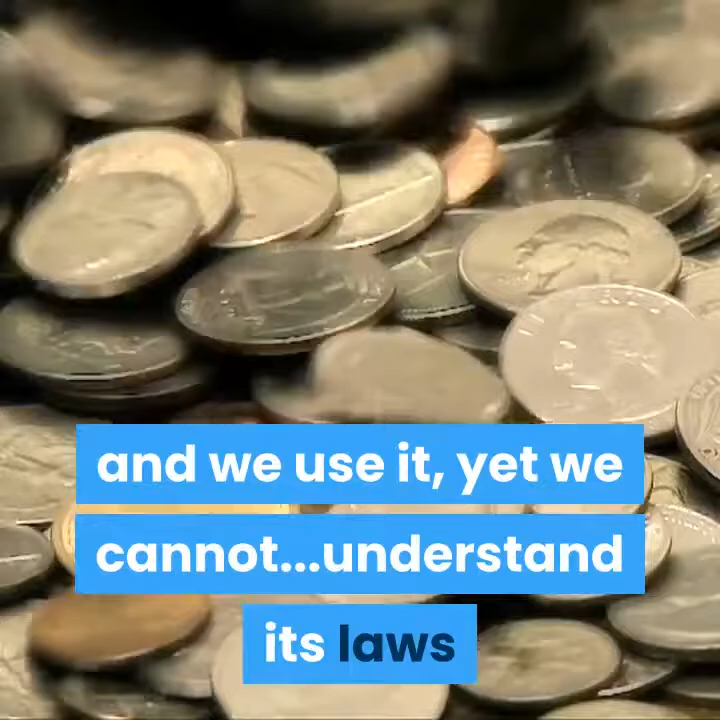 and we use it, yet we
cannot...understand
its laws